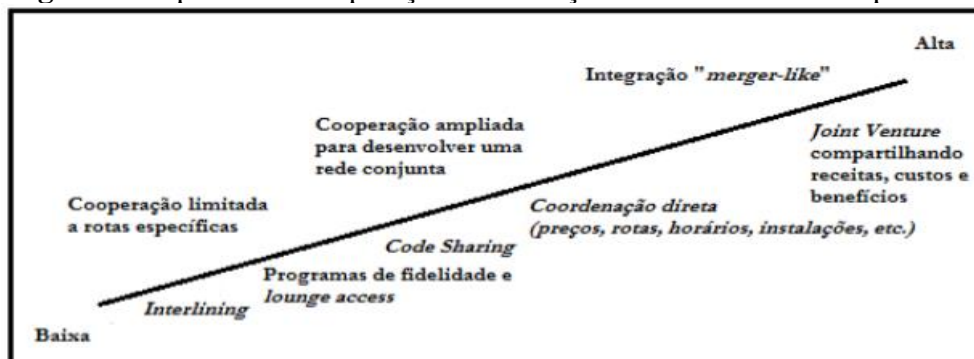 Alta
Integração "merger-like"
Cooperação ampliada
para desenvolver uma
rede conjunta
Joint Venture
compartilhando
receitas, custos e
benefícios
Cooperação limitada
a rotas específicas
Coordenação direta
(preços, rotas, horários, instalações, etc.)
Code Sharing
Programas de fidelidade e
lounge access
Interlining
Baixa